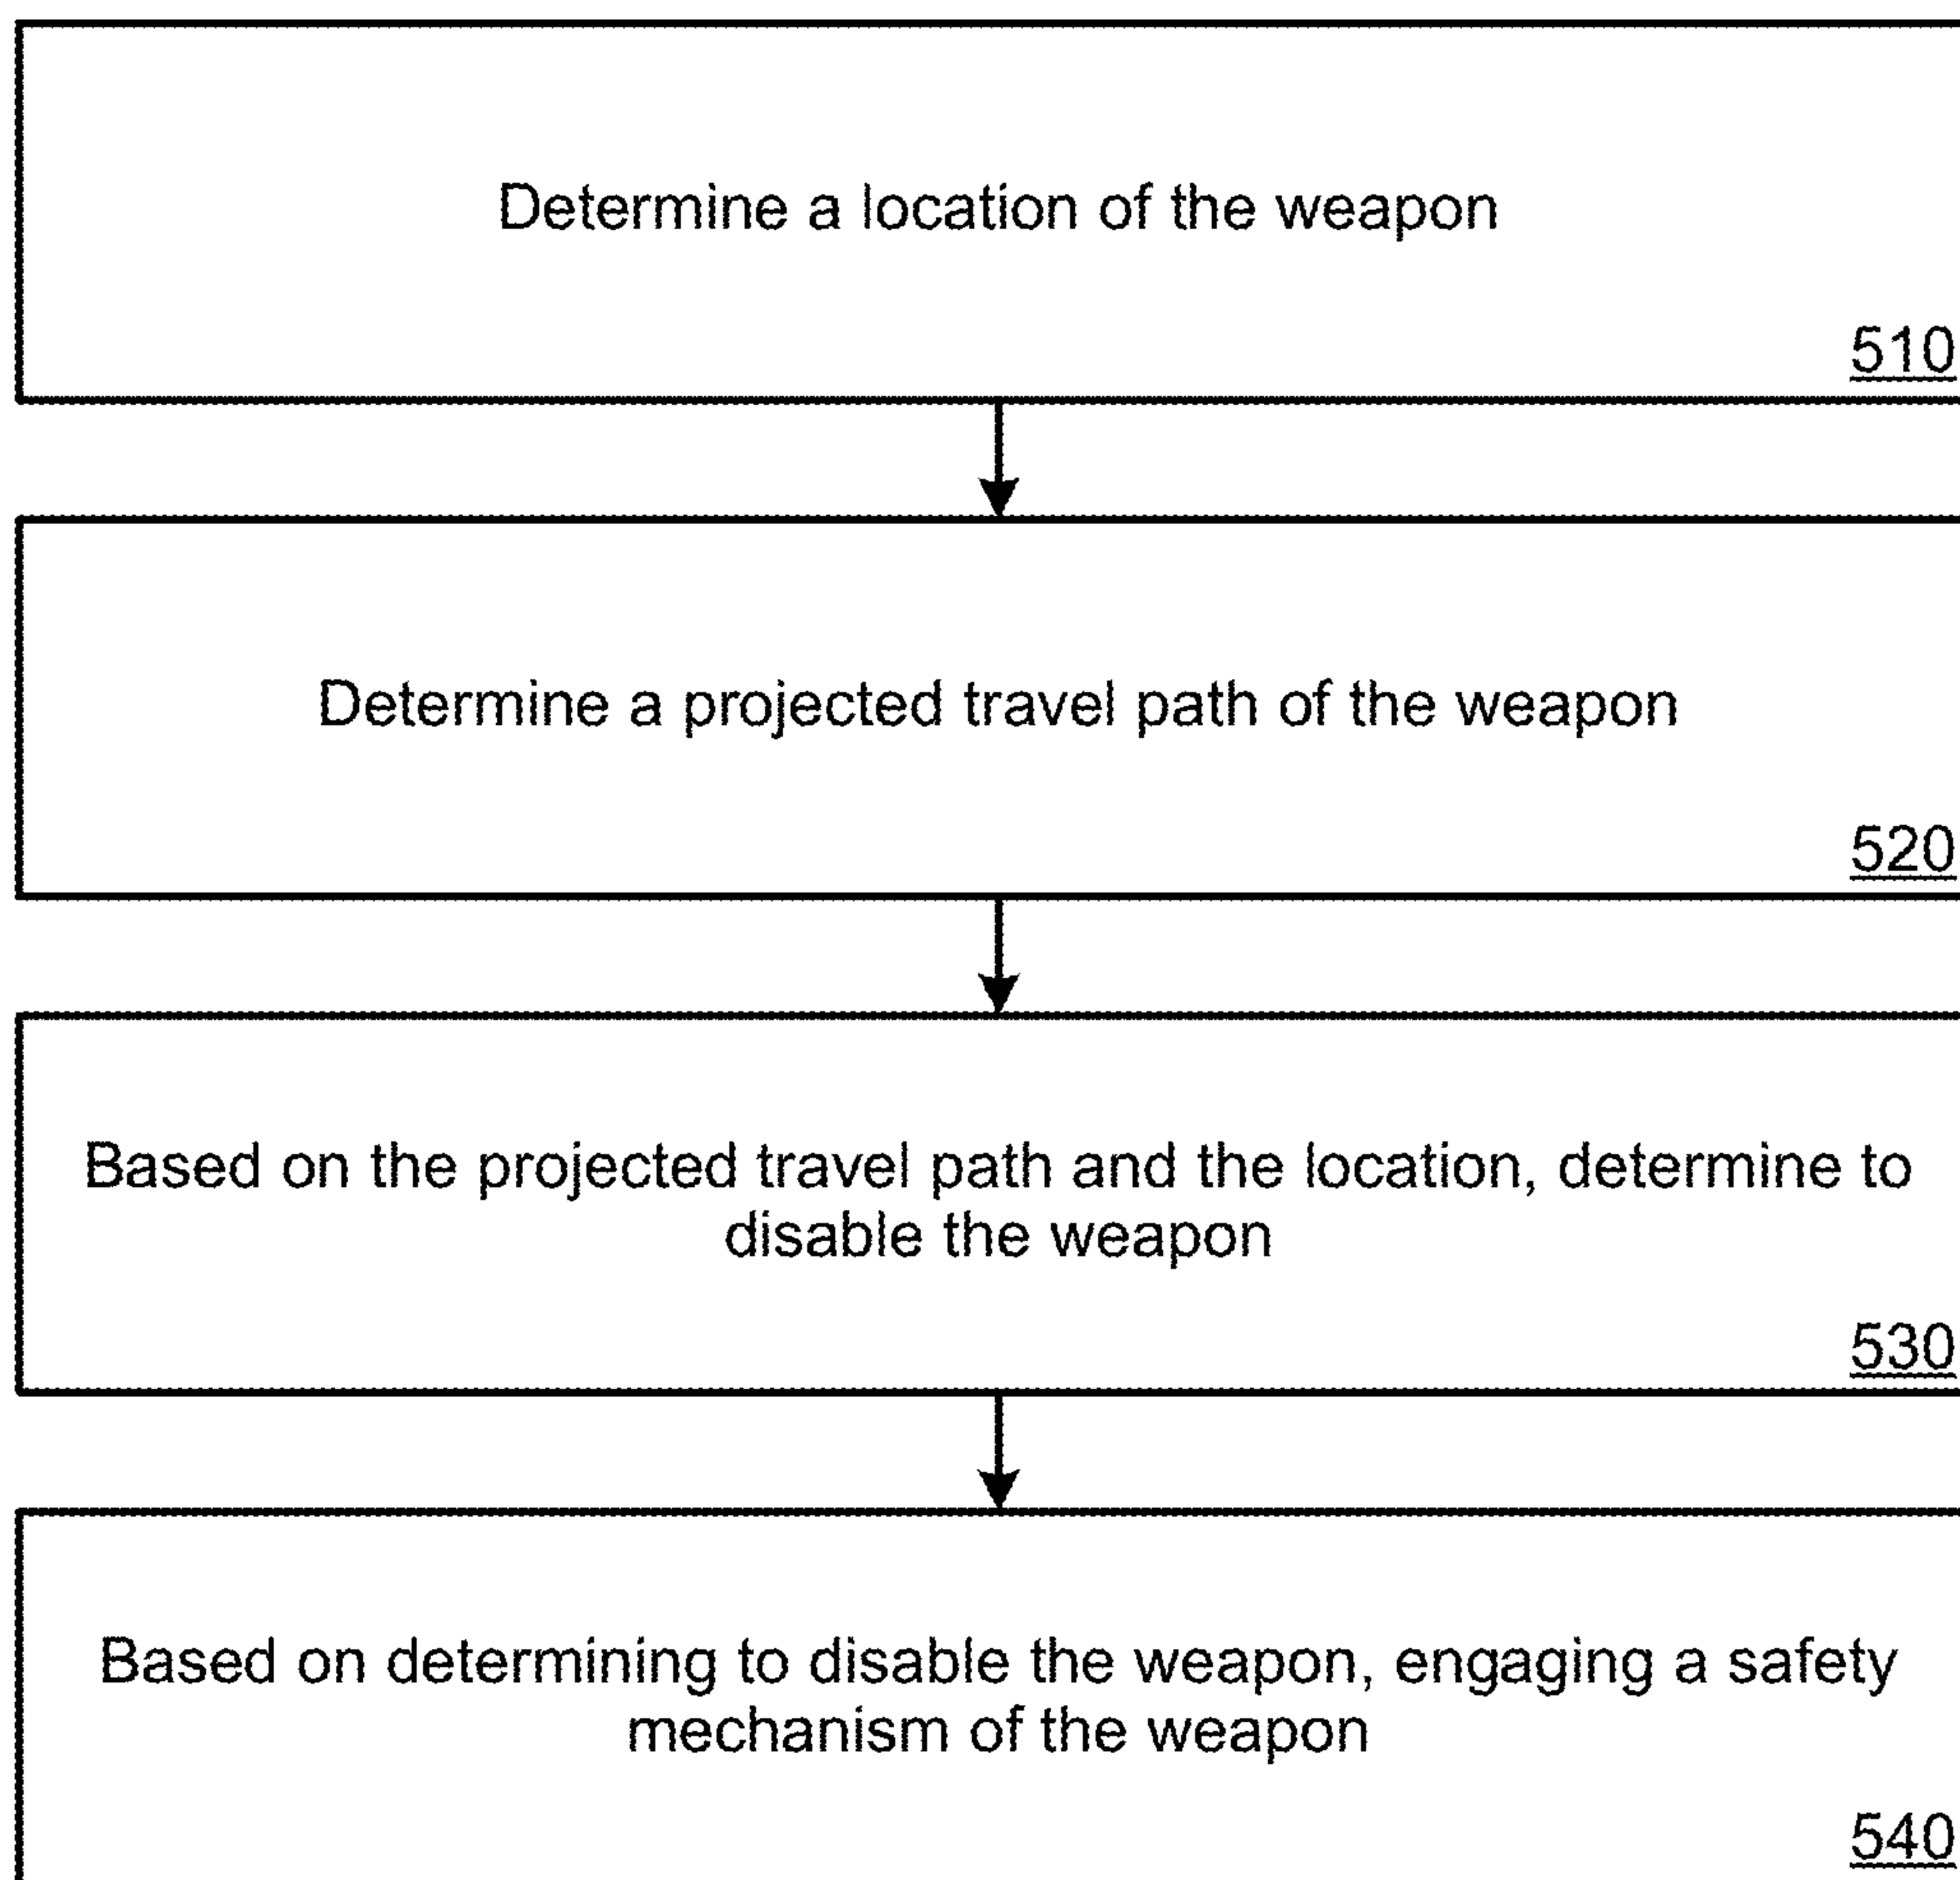 Determine a location of the weapon
510
Determine a projected travel path of the weapon
520
Based on the projected travel path and the location, determine to
disable the weapon
530
Based on determining to disable the weapon, engaging a safety
mechanism of the weapon
540